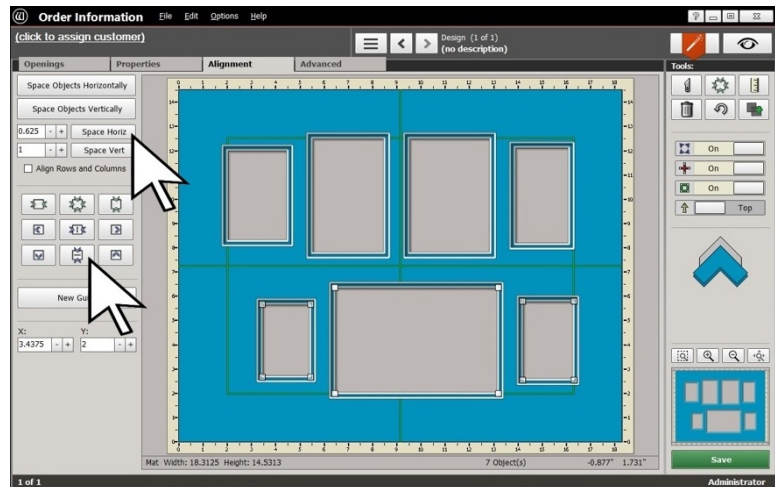 Order Information File Edit Options Help
(click to assign customer)
Design (1 of 1)
(no description)
Openings Properties Alignment Advanced
Tools:
Space Objects Horizontally
Space Objects Vertically
0.625 - + Space Horiz
1 - + Space Vert
Align Rows and Columns
On
On
On
Top
New Gu
X: Y:
3.4375 - + 2 - +
Mat Width: 18.3125 Height: 14.5313 7 Object(s) -0.877" 1.731"
Save
1 of 1 Administrator